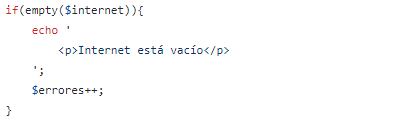 if(empty($internet)){
    echo '
        <p>Internet está vacío</p>
    ';
    $errores++;
}